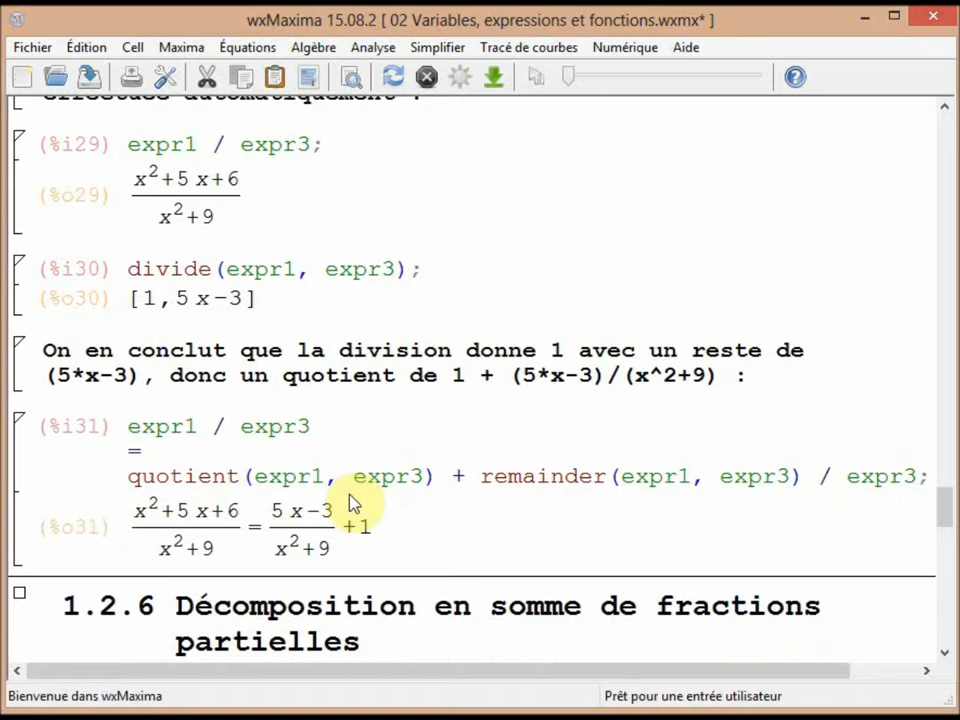 wxMaxima 15.08.2 [ 02 Variables, expressions et fonctions.wxmx* ]
Fichier Édition Cell Maxima Équations Algèbre Analyse Simplifier Tracé de courbes Numérique Aide
(%i29) expr1 / expr3;
(%o29) (x^2+5 x+6)/(x^2+9)
(%i30) divide(expr1, expr3);
(%o30) [1,5 x-3]
On en conclut que la division donne 1 avec un reste de
(5*x-3), donc un quotient de 1 + (5*x-3)/(x^2+9) :
(%i31) expr1 / expr3
=
quotient(expr1, expr3) + remainder(expr1, expr3) / expr3;
(%o31) (x^2+5 x+6)/(x^2+9) = (5 x-3)/(x^2+9) +1
1.2.6 Décomposition en somme de fractions
partielles
Bienvenue dans wxMaxima Prêt pour une entrée utilisateur